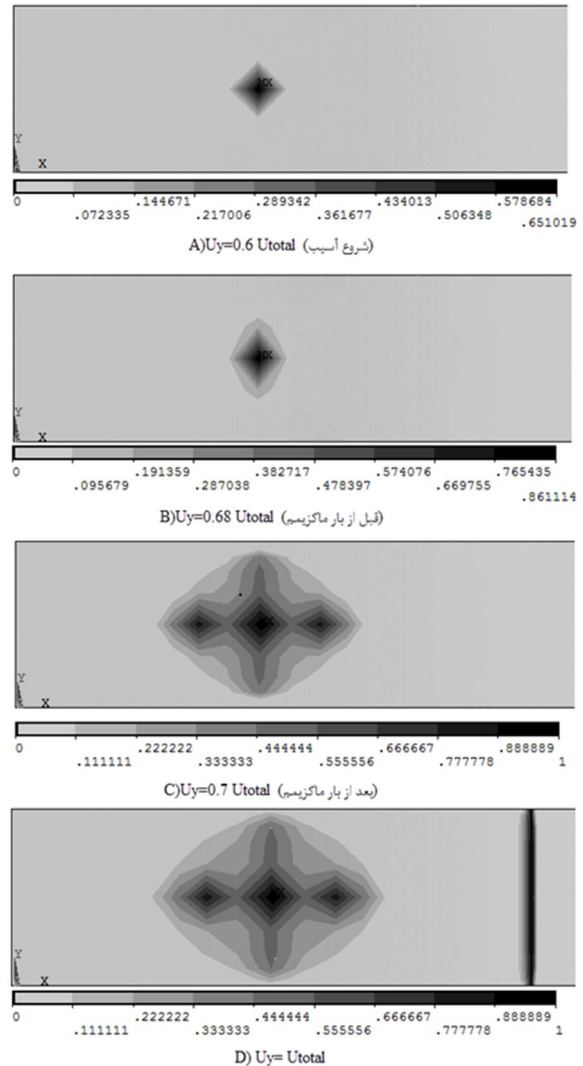 MX
Y
X
0 .144671 .289342 .434013 .578684
.072335 .217006 .361677 .506348 .651019
A)Uy=0.6 Utotal (شروع آسیب)
MX
Y
X
0 .191359 .382717 .574076 .765435
.095679 .287038 .478397 .669755 .861114
B)Uy=0.68 Utotal (قبل از بار ماکزیمم)
Y
X
0 .222222 .444444 .666667 .888889
.111111 .333333 .555556 .777778 1
C)Uy=0.7 Utotal (بعد از بار ماکزیمم)
Y
X
0 .222222 .444444 .666667 .888889
.111111 .333333 .555556 .777778 1
D) Uy= Utotal